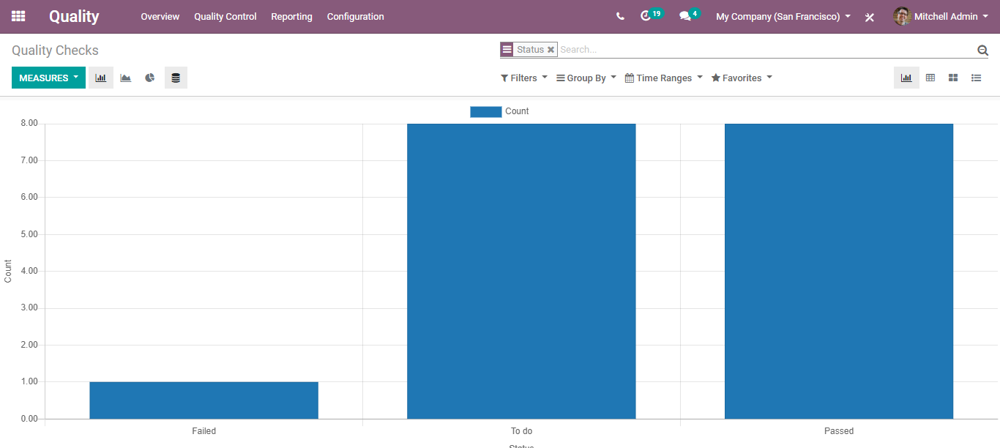 Quality Overview Quality Control Reporting Configuration 19 4 My Company (San Francisco) Mitchell Admin
Quality Checks Status Search...
MEASURES Filters Group By Time Ranges Favorites
Count
8.00
7.00
6.00
5.00
4.00
3.00
2.00
1.00
0.00
Count
Failed To do Passed
Status